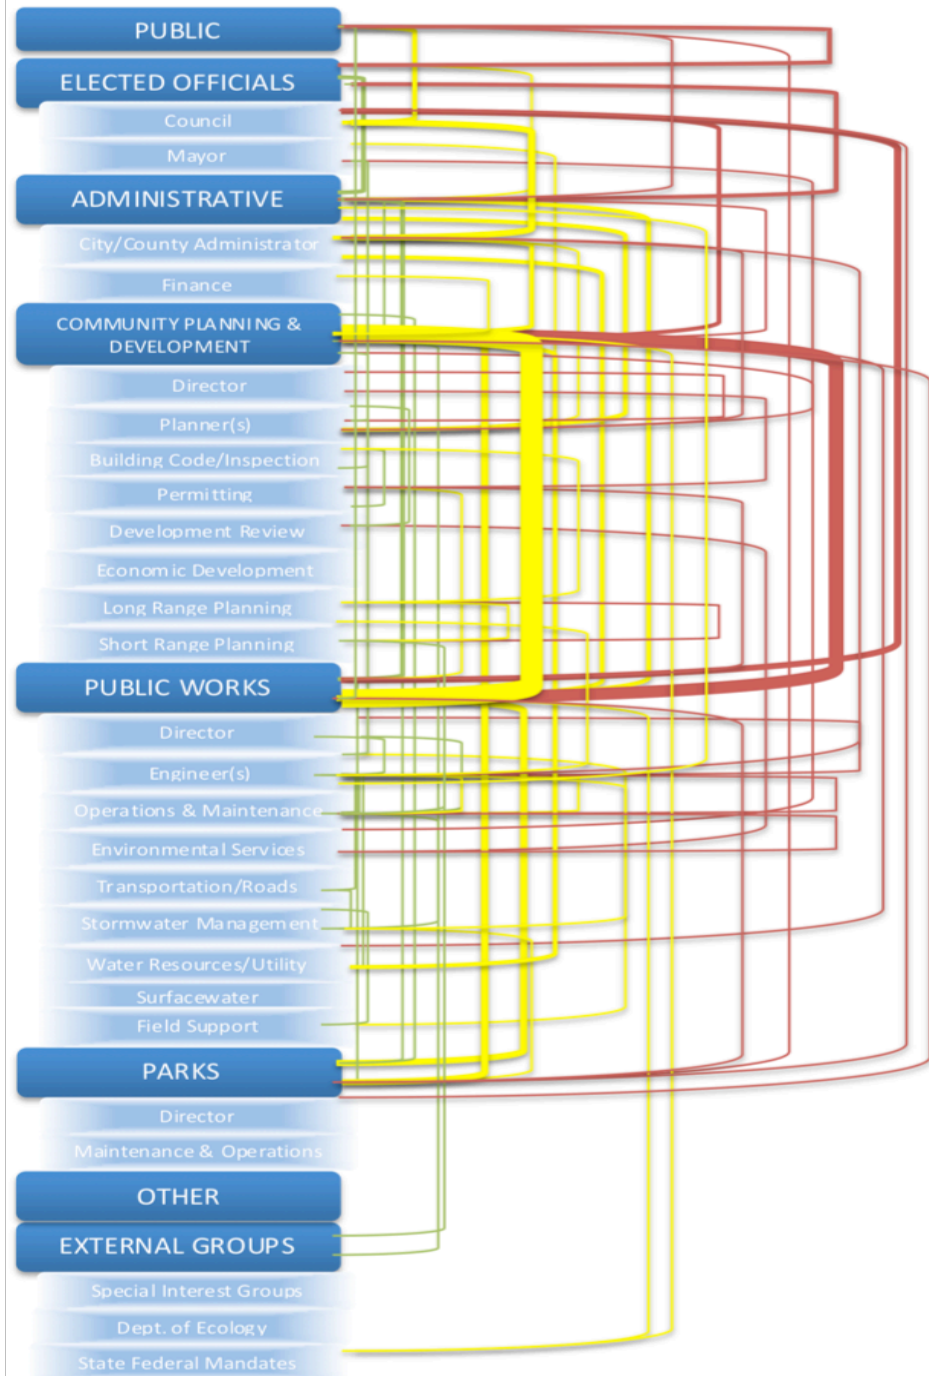 PUBLIC
ELECTED OFFICIALS
Council
Mayor
ADMINISTRATIVE
City/County Administrator
Finance
COMMUNITY PLANNING &
DEVELOPMENT
Director
Planner(s)
Building Code/Inspection
Permitting
Development Review
Economic Development
Long Range Planning
Short Range Planning
PUBLIC WORKS
Director
Engineer(s)
Operations & Maintenance
Environmental Services
Transportation/Roads
Stormwater Management
Water Resources/Utility
Surfacewater
Field Support
PARKS
Director
Maintenance & Operations
OTHER
EXTERNAL GROUPS
Special Interest Groups
Dept. of Ecology
State Federal Mandates